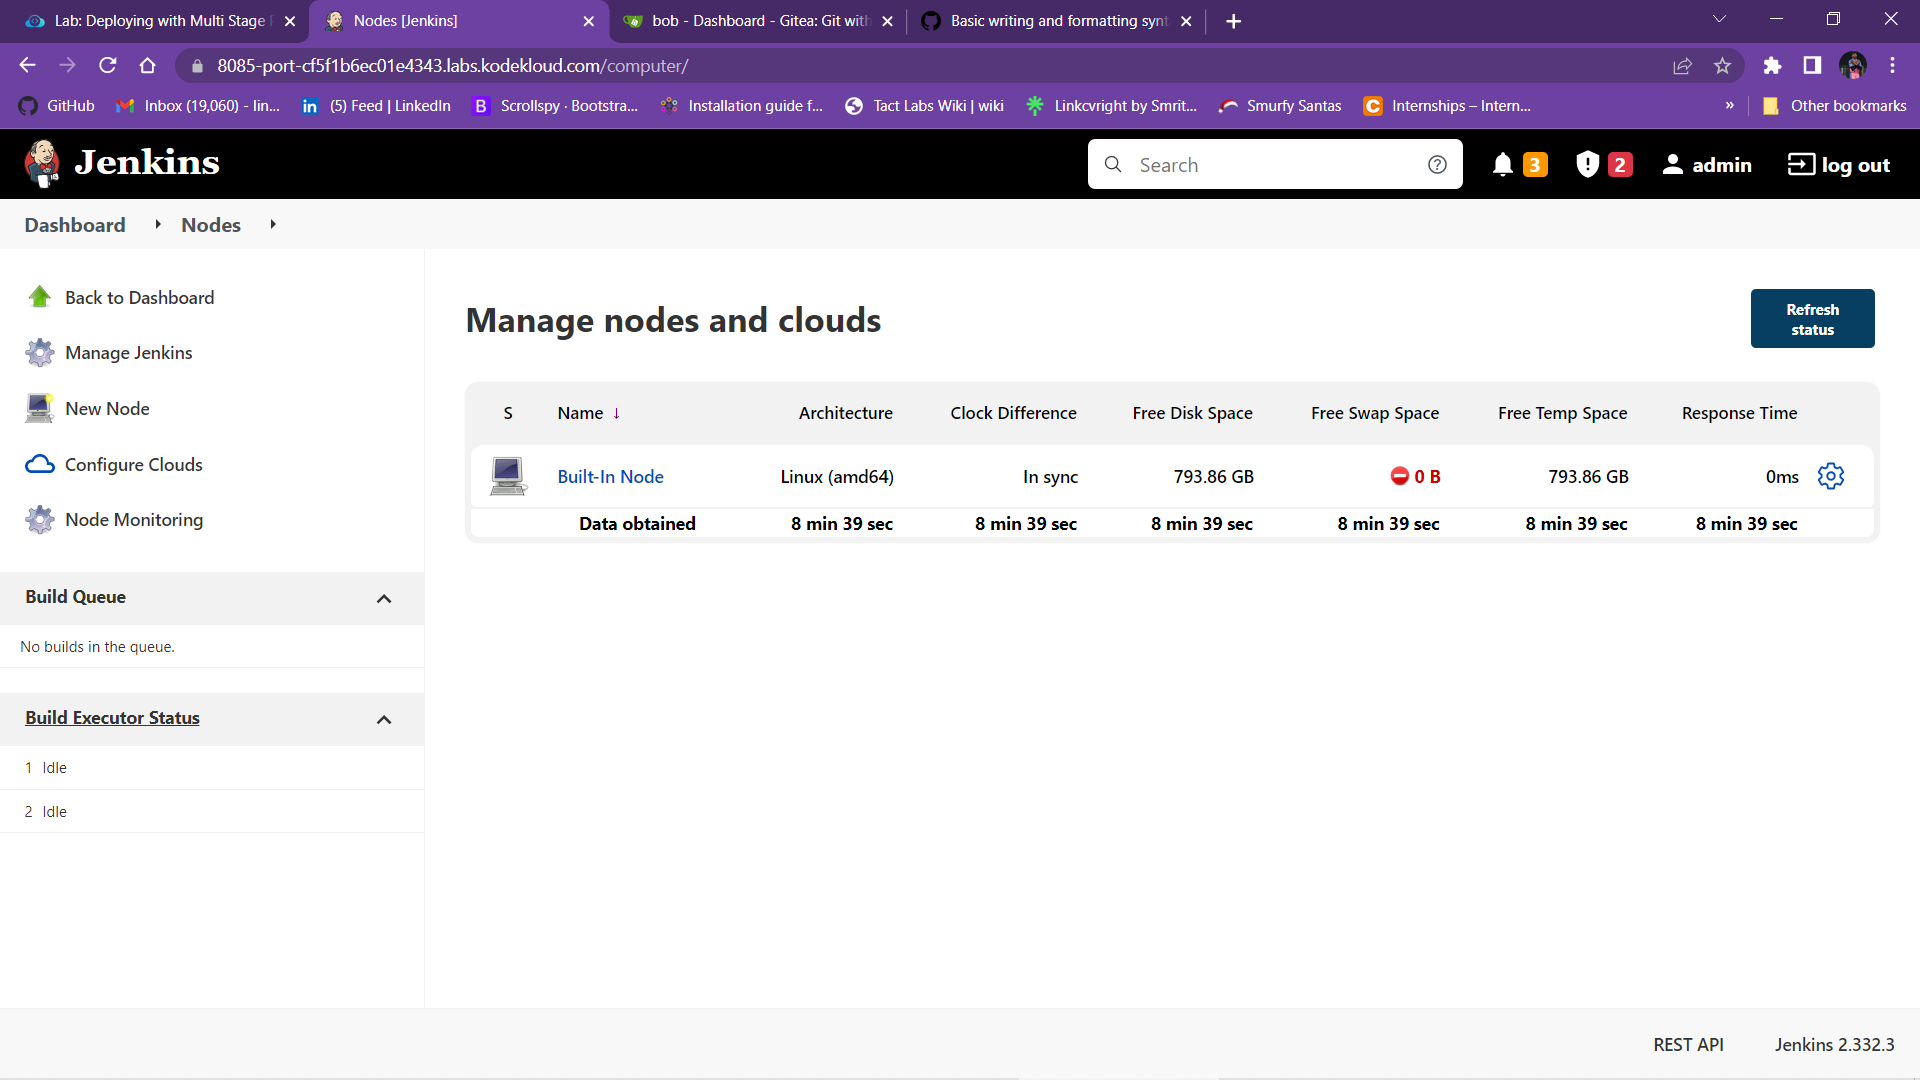 Lab: Deploying with Multi Stage
Nodes [Jenkins]
bob - Dashboard - Gitea: Git with
Basic writing and formatting synt
8085-port-cf5f1b6ec01e4343.labs.kodekloud.com/computer/
GitHub
Inbox (19,060) - lin...
(5) Feed | LinkedIn
Scrollspy · Bootstra...
Installation guide f...
Tact Labs Wiki | wiki
Linkcvright by Smrit...
Smurfy Santas
Internships – Intern...
»
Other bookmarks
Jenkins
Search
3
2
admin
log out
Dashboard
Nodes
Back to Dashboard
Manage Jenkins
New Node
Configure Clouds
Node Monitoring
Build Queue
No builds in the queue.
Build Executor Status
1 Idle
2 Idle
Manage nodes and clouds
Refresh
status
S Name ↓ Architecture Clock Difference Free Disk Space Free Swap Space Free Temp Space Response Time
Built-In Node Linux (amd64) In sync 793.86 GB 0 B 793.86 GB 0ms
Data obtained 8 min 39 sec 8 min 39 sec 8 min 39 sec 8 min 39 sec 8 min 39 sec 8 min 39 sec
REST API
Jenkins 2.332.3